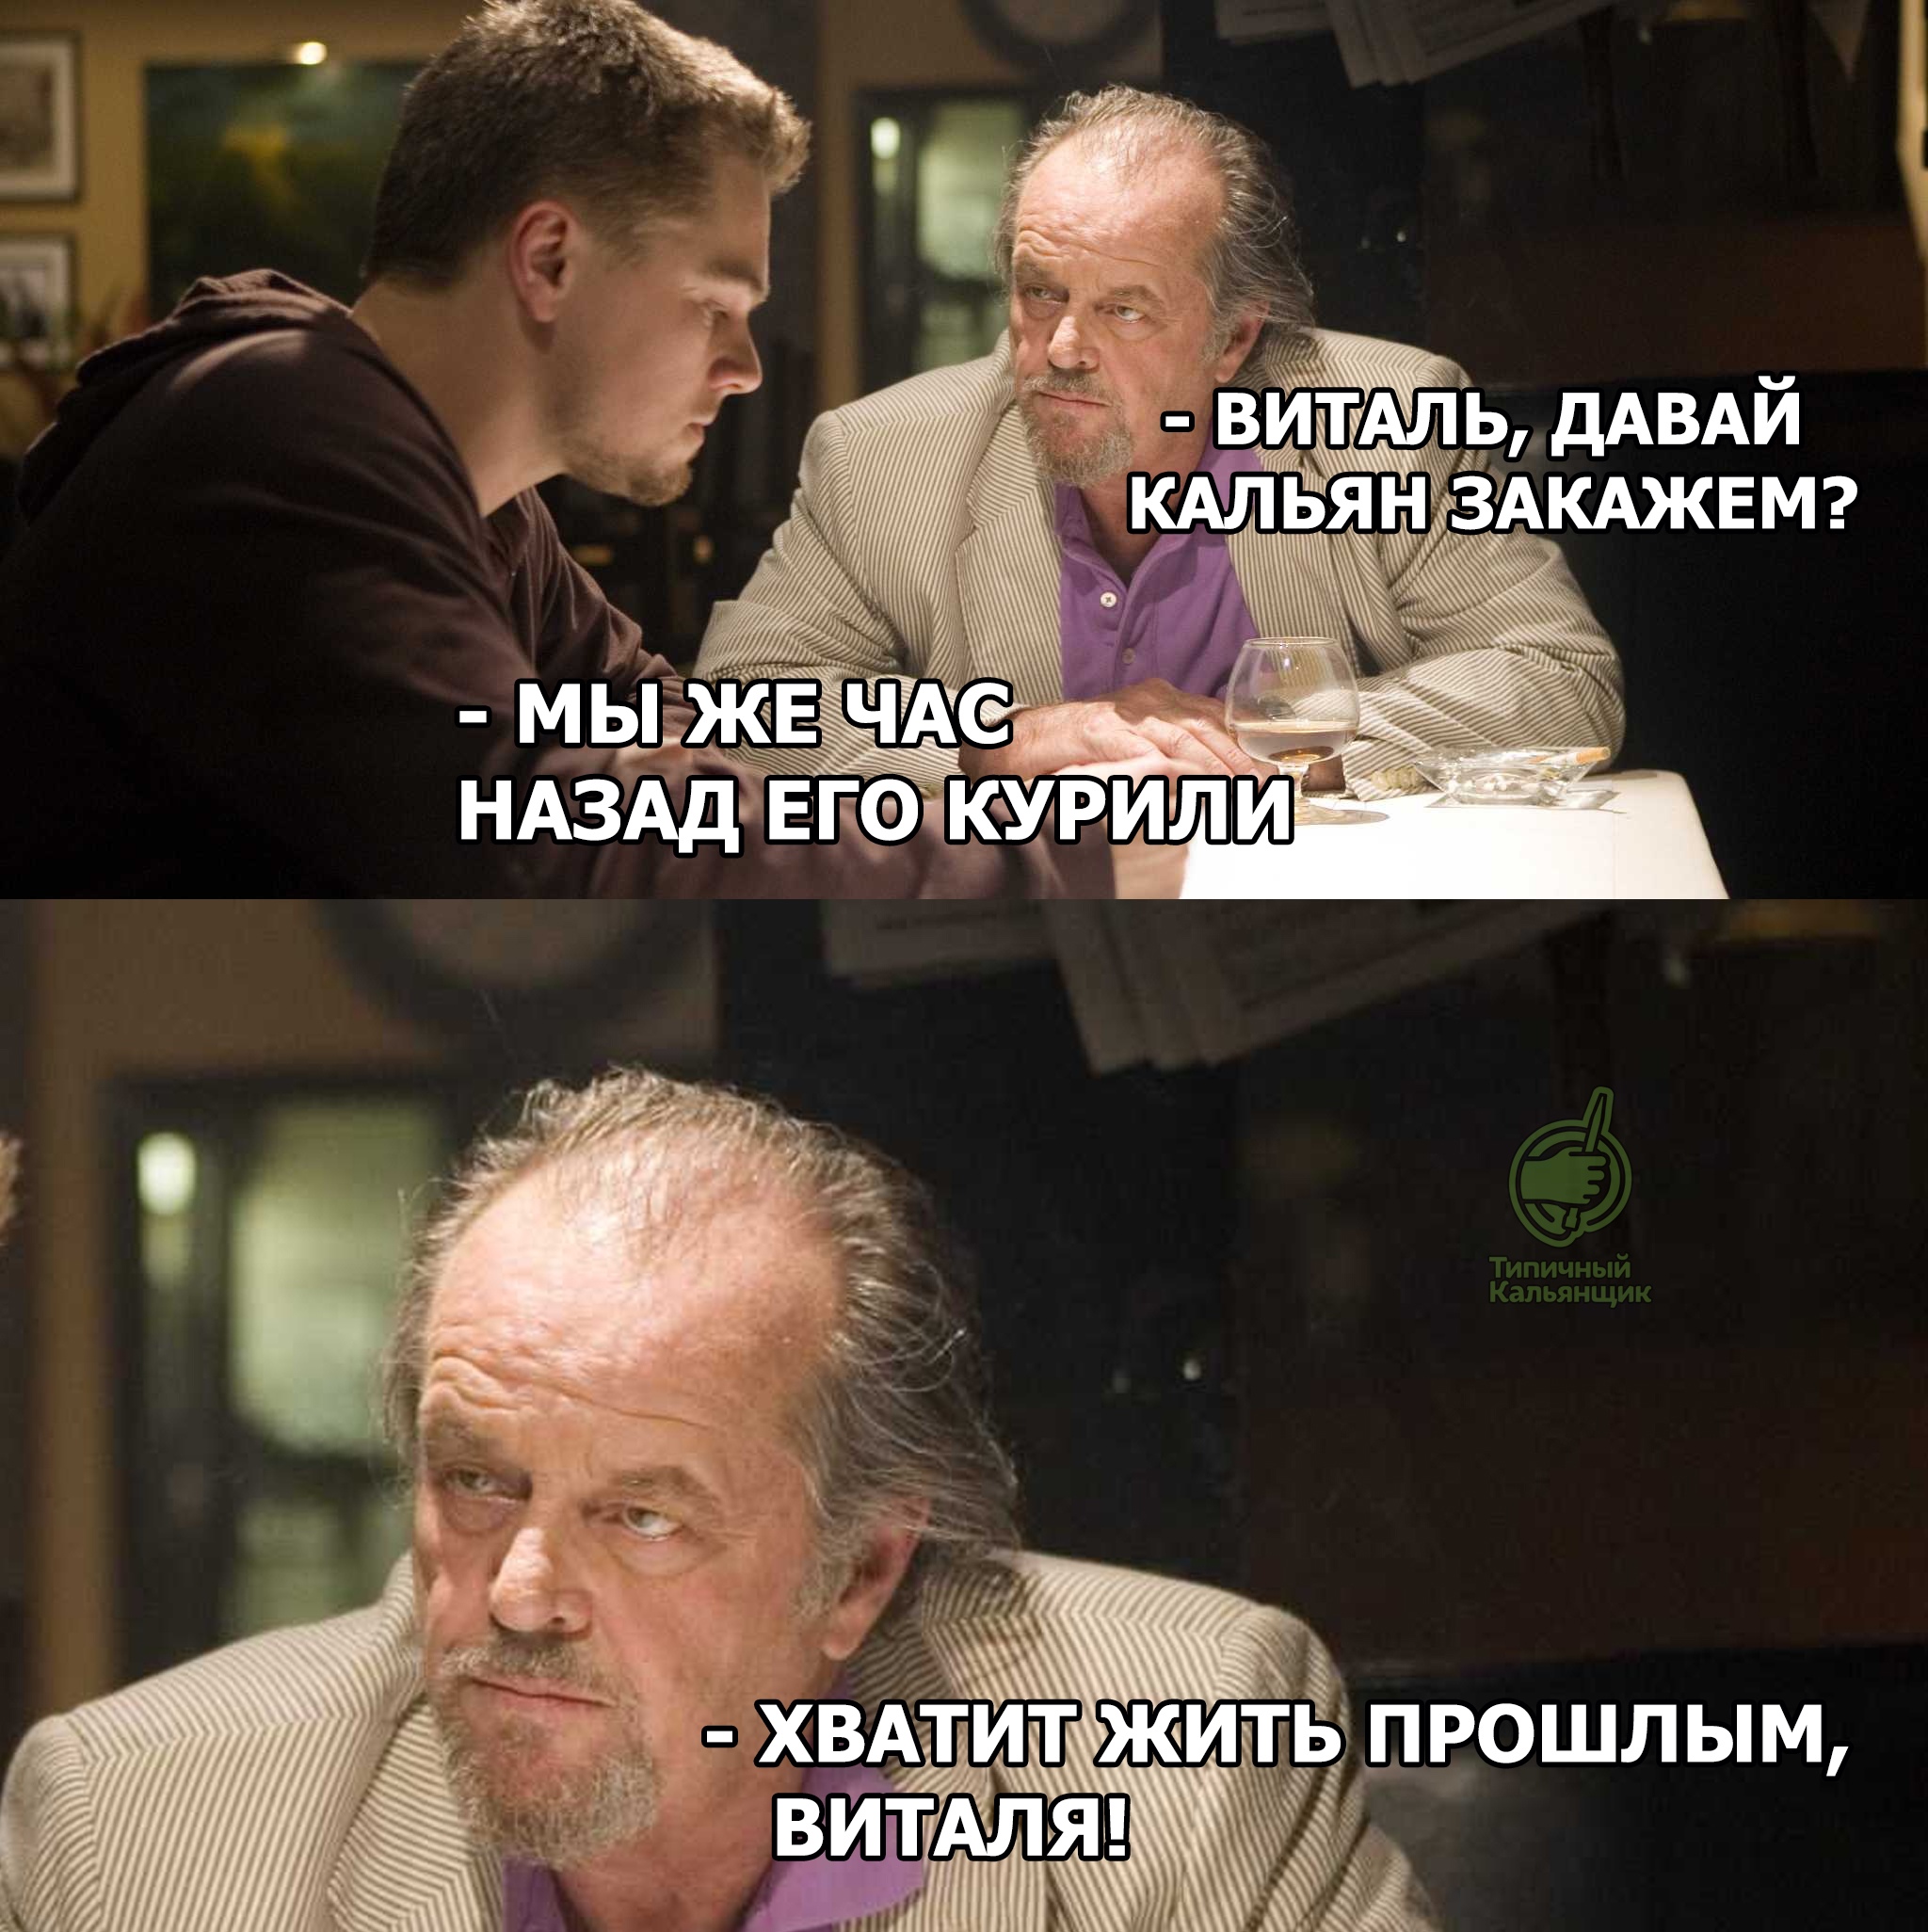 - ВИТАЛЬ, ДАВАЙ
КАЛЬЯН ЗАКАЖЕМ?
- МЫ ЖЕ ЧАС
НАЗАД ЕГО КУРИЛИ
Типичный
Кальянщик
- ХВАТИТ ЖИТЬ ПРОШЛЫМ,
ВИТАЛЯ!